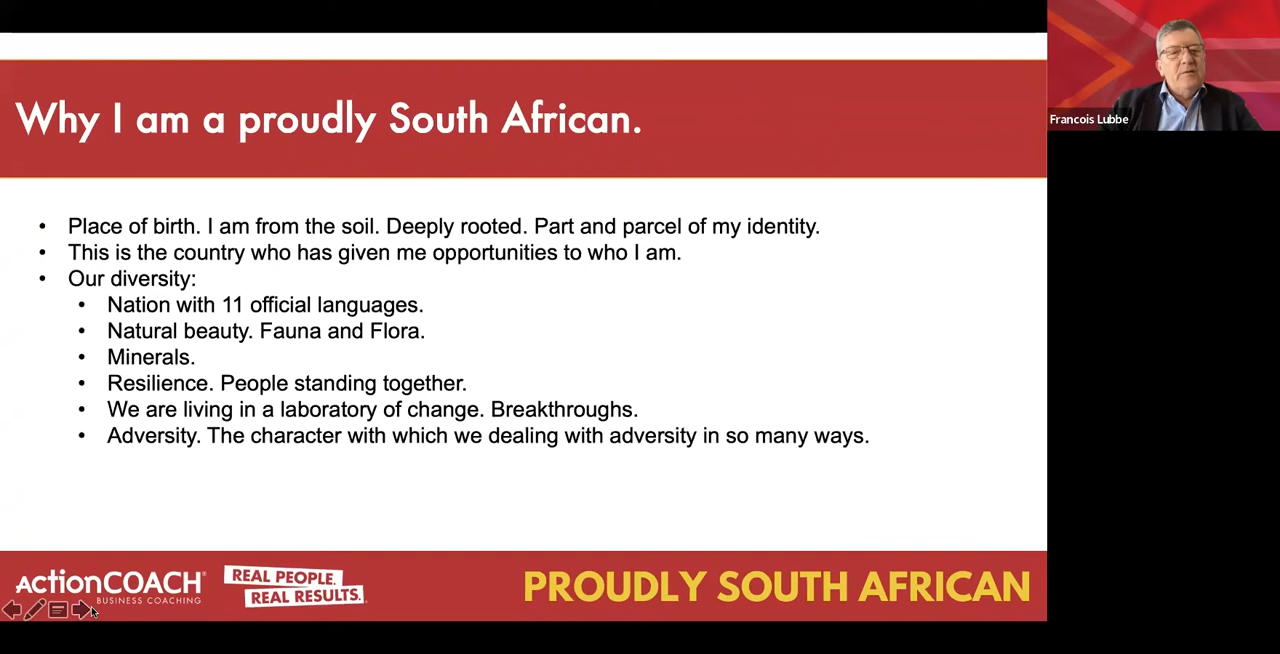 Why I am a proudly South African.
Francois Lubbe
• Place of birth. I am from the soil. Deeply rooted. Part and parcel of my identity.
• This is the country who has given me opportunities to who I am.
• Our diversity:
• Nation with 11 official languages.
• Natural beauty. Fauna and Flora.
• Minerals.
• Resilience. People standing together.
• We are living in a laboratory of change. Breakthroughs.
• Adversity. The character with which we dealing with adversity in so many ways.
actionCOACH®
BUSINESS COACHING
REAL PEOPLE.
REAL RESULTS.
PROUDLY SOUTH AFRICAN